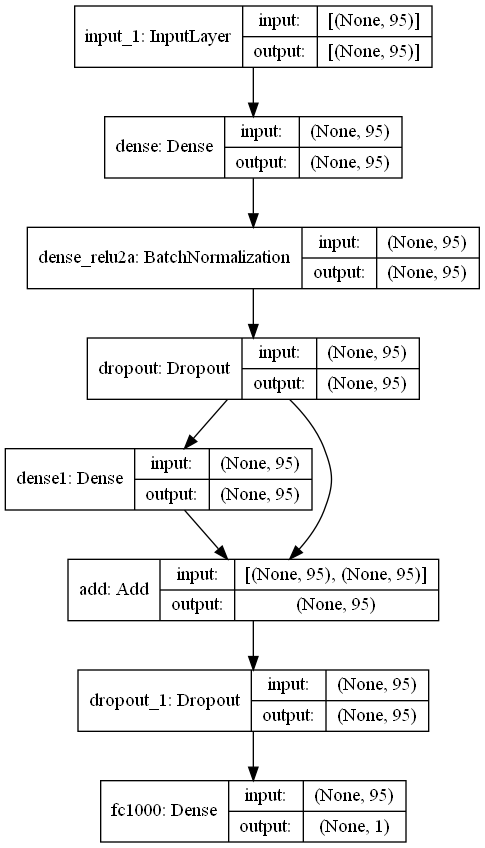 input_1: InputLayer
input: [(None, 95)]
output: [(None, 95)]
dense: Dense
input: (None, 95)
output: (None, 95)
dense_relu2a: BatchNormalization
input: (None, 95)
output: (None, 95)
dropout: Dropout
input: (None, 95)
output: (None, 95)
dense1: Dense
input: (None, 95)
output: (None, 95)
add: Add
input: [(None, 95), (None, 95)]
output: (None, 95)
dropout_1: Dropout
input: (None, 95)
output: (None, 95)
fc1000: Dense
input: (None, 95)
output: (None, 1)